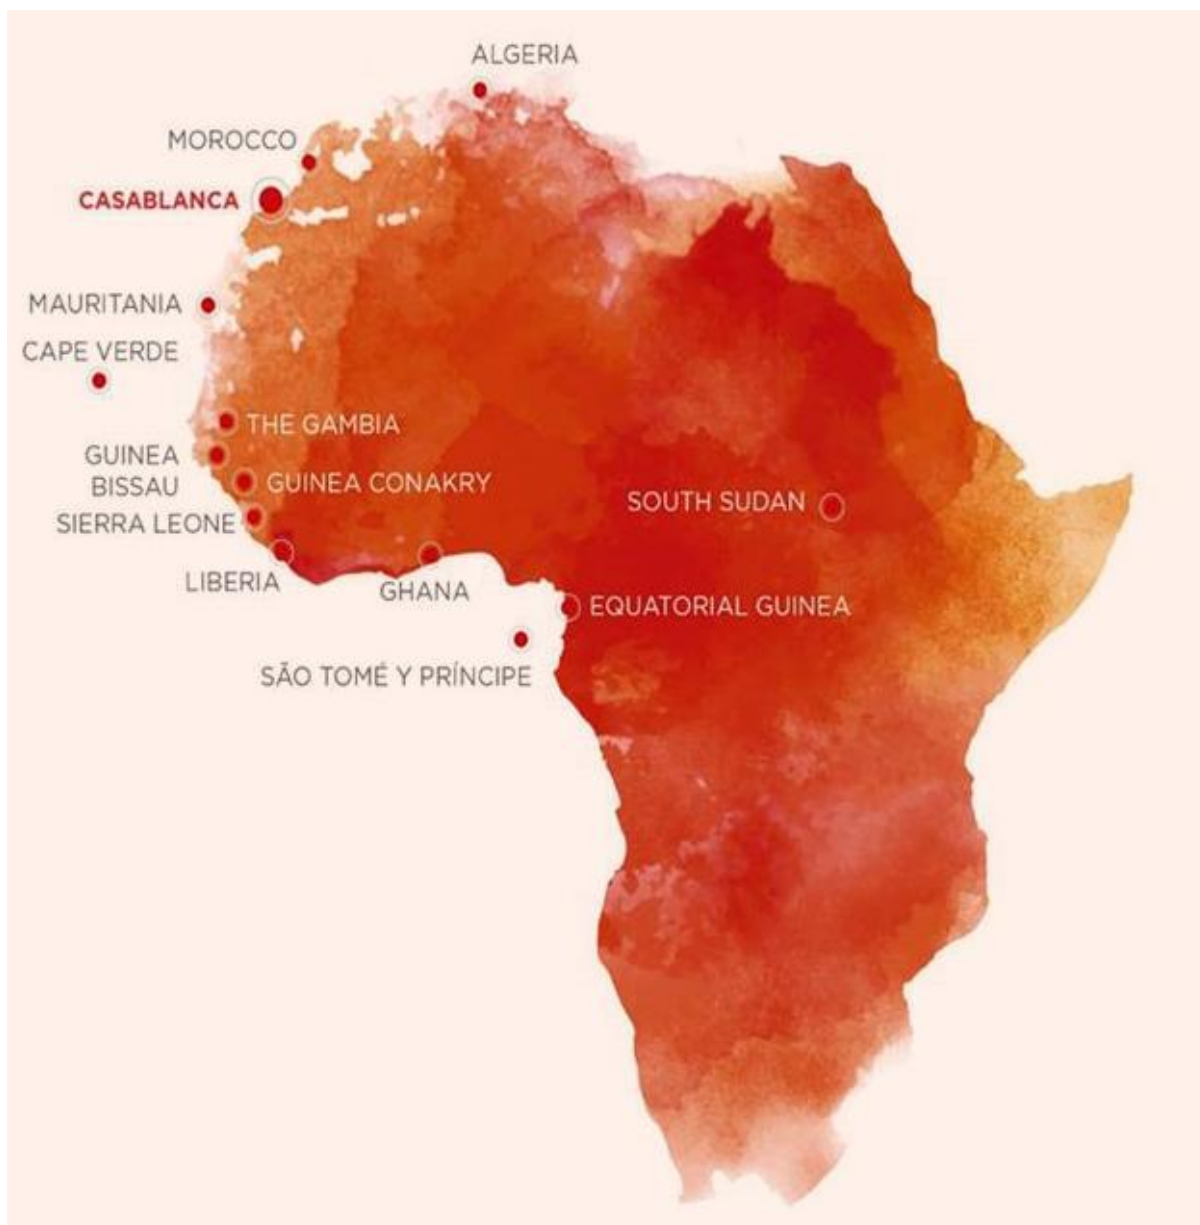 ALGERIA
MOROCCO
CASABLANCA
MAURITANIA
CAPE VERDE
THE GAMBIA
GUINEA
BISSAU
GUINEA CONAKRY
SOUTH SUDAN
SIERRA LEONE
LIBERIA
GHANA
EQUATORIAL GUINEA
SÃO TOMÉ Y PRÍNCIPE